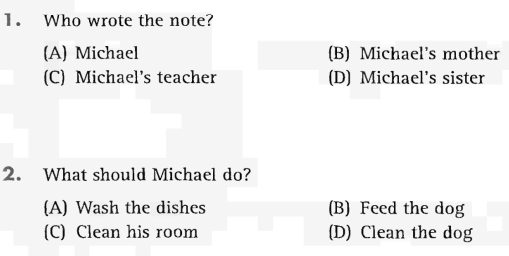 1. Who wrote the note?
(A) Michael (B) Michael's mother
(C) Michael's teacher (D) Michael's sister
2. What should Michael do?
(A) Wash the dishes (B) Feed the dog
(C) Clean his room (D) Clean the dog